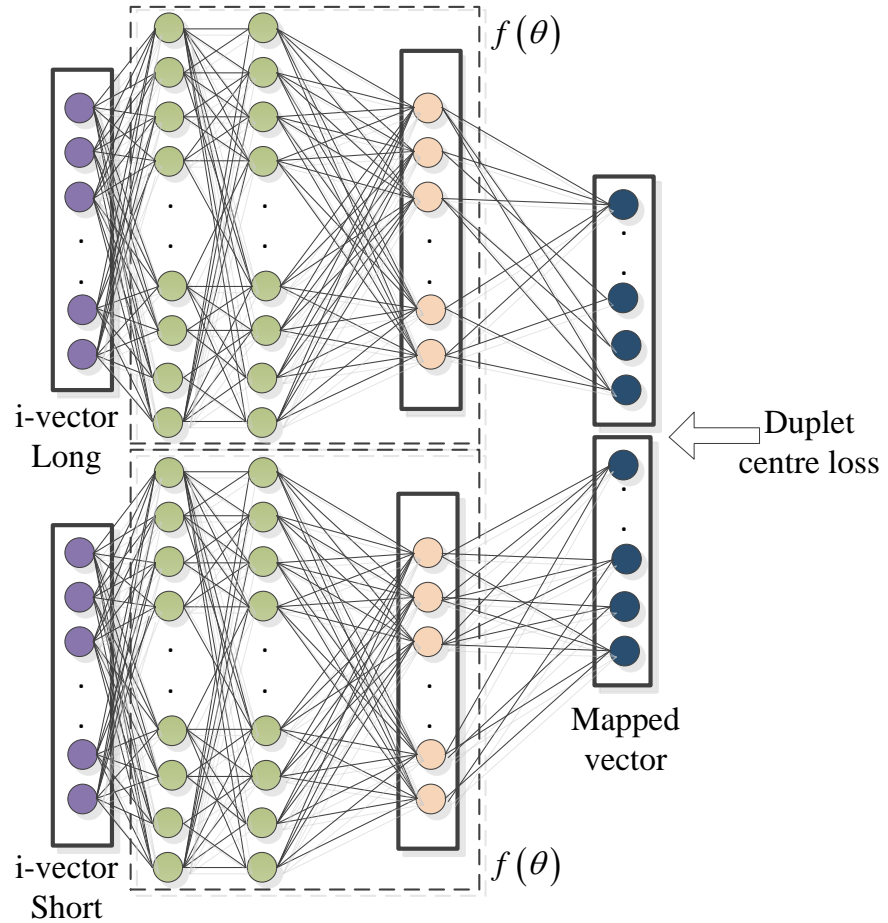 f(θ)
i-vector
Long
Duplet
centre loss
Mapped
vector
i-vector
Short
f(θ)